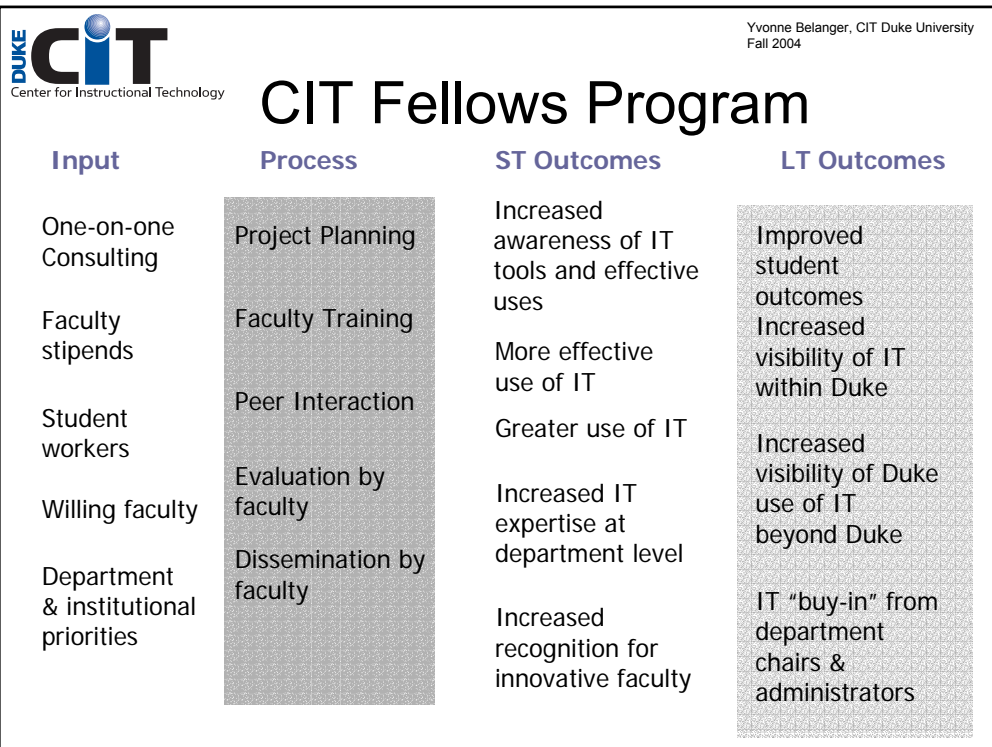 DUKE
CiT
Center for Instructional Technology
Yvonne Belanger, CIT Duke University
Fall 2004
CIT Fellows Program
Input
One-on-one
Consulting
Faculty
stipends
Student
workers
Willing faculty
Department
& institutional
priorities
Process
Project Planning
Faculty Training
Peer Interaction
Evaluation by
faculty
Dissemination by
faculty
ST Outcomes
Increased
awareness of IT
tools and effective
uses
More effective
use of IT
Greater use of IT
Increased IT
expertise at
department level
Increased
recognition for
innovative faculty
LT Outcomes
Improved
student
outcomes
Increased
visibility of IT
within Duke
Increased
visibility of Duke
use of IT
beyond Duke
IT “buy-in” from
department
chairs &
administrators